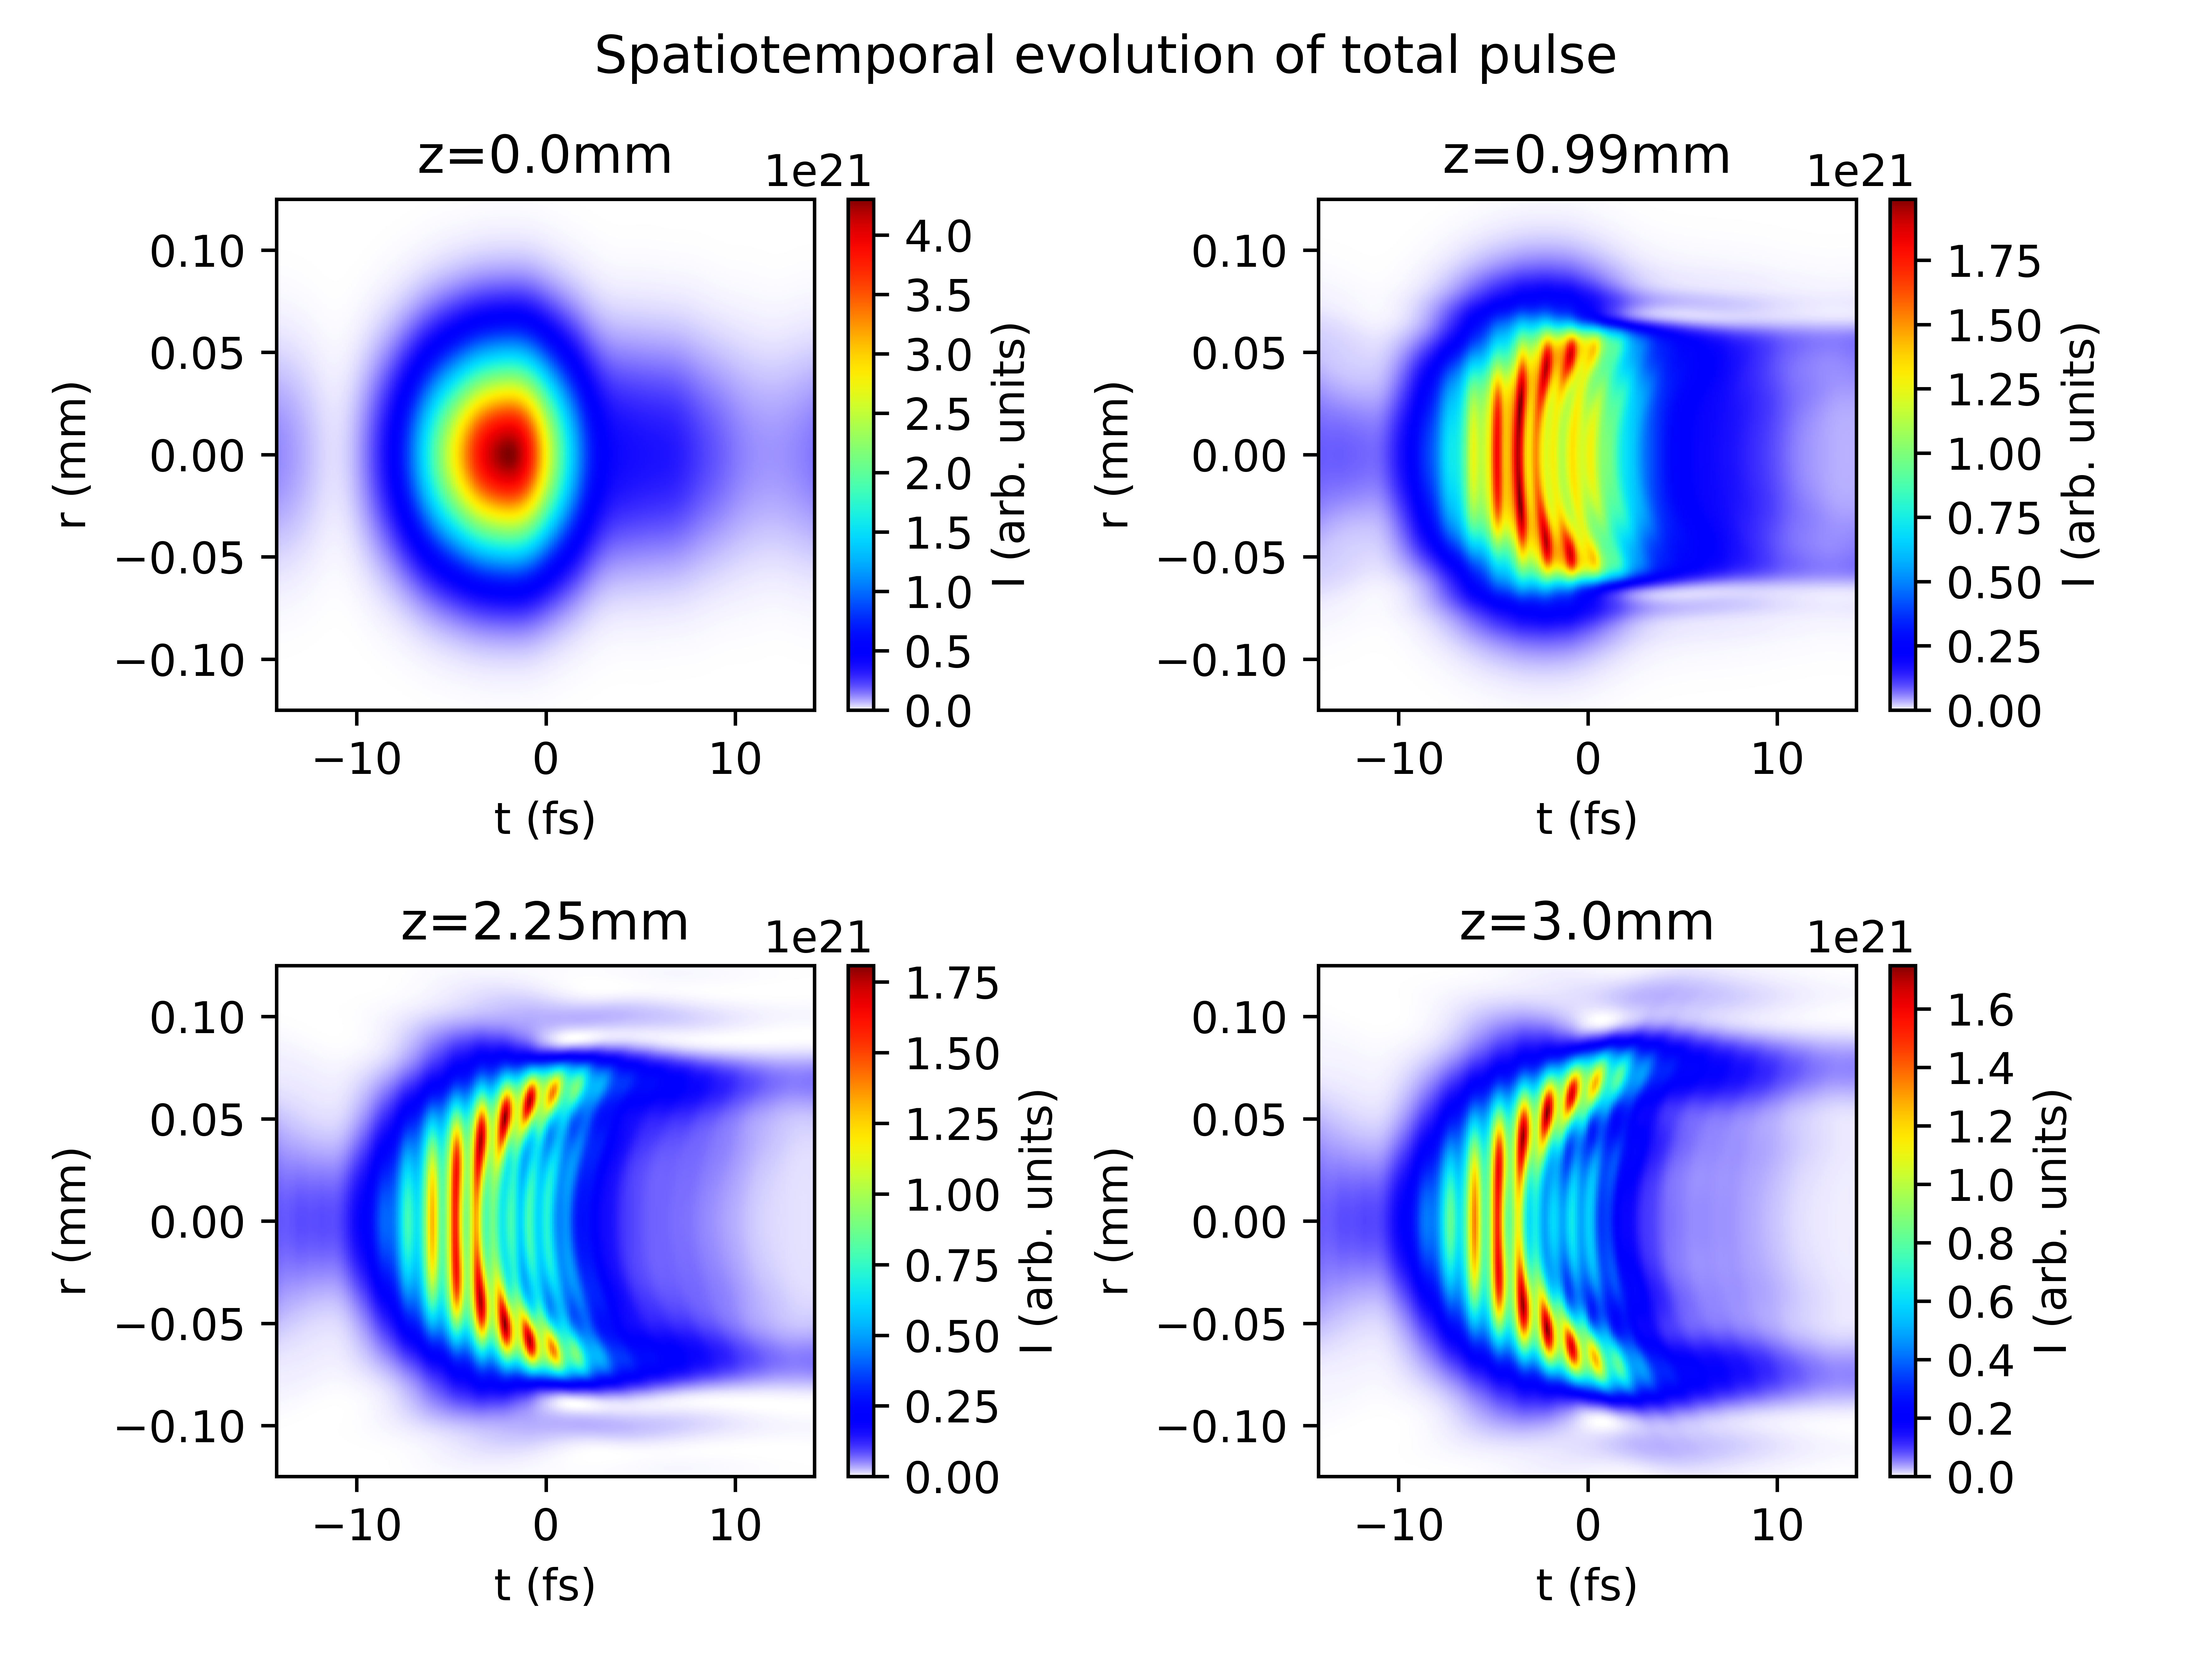 Spatiotemporal evolution of total pulse
z=0.0mm
1e21
0.10
0.05
0.00
−0.05
−0.10
r (mm)
−10 0 10
t (fs)
4.0
3.5
3.0
2.5
2.0
1.5
1.0
0.5
0.0
I (arb. units)
z=0.99mm
1e21
0.10
0.05
0.00
−0.05
−0.10
r (mm)
−10 0 10
t (fs)
1.75
1.50
1.25
1.00
0.75
0.50
0.25
0.00
I (arb. units)
z=2.25mm
1e21
0.10
0.05
0.00
−0.05
−0.10
r (mm)
−10 0 10
t (fs)
1.75
1.50
1.25
1.00
0.75
0.50
0.25
0.00
I (arb. units)
z=3.0mm
1e21
0.10
0.05
0.00
−0.05
−0.10
r (mm)
−10 0 10
t (fs)
1.6
1.4
1.2
1.0
0.8
0.6
0.4
0.2
0.0
I (arb. units)